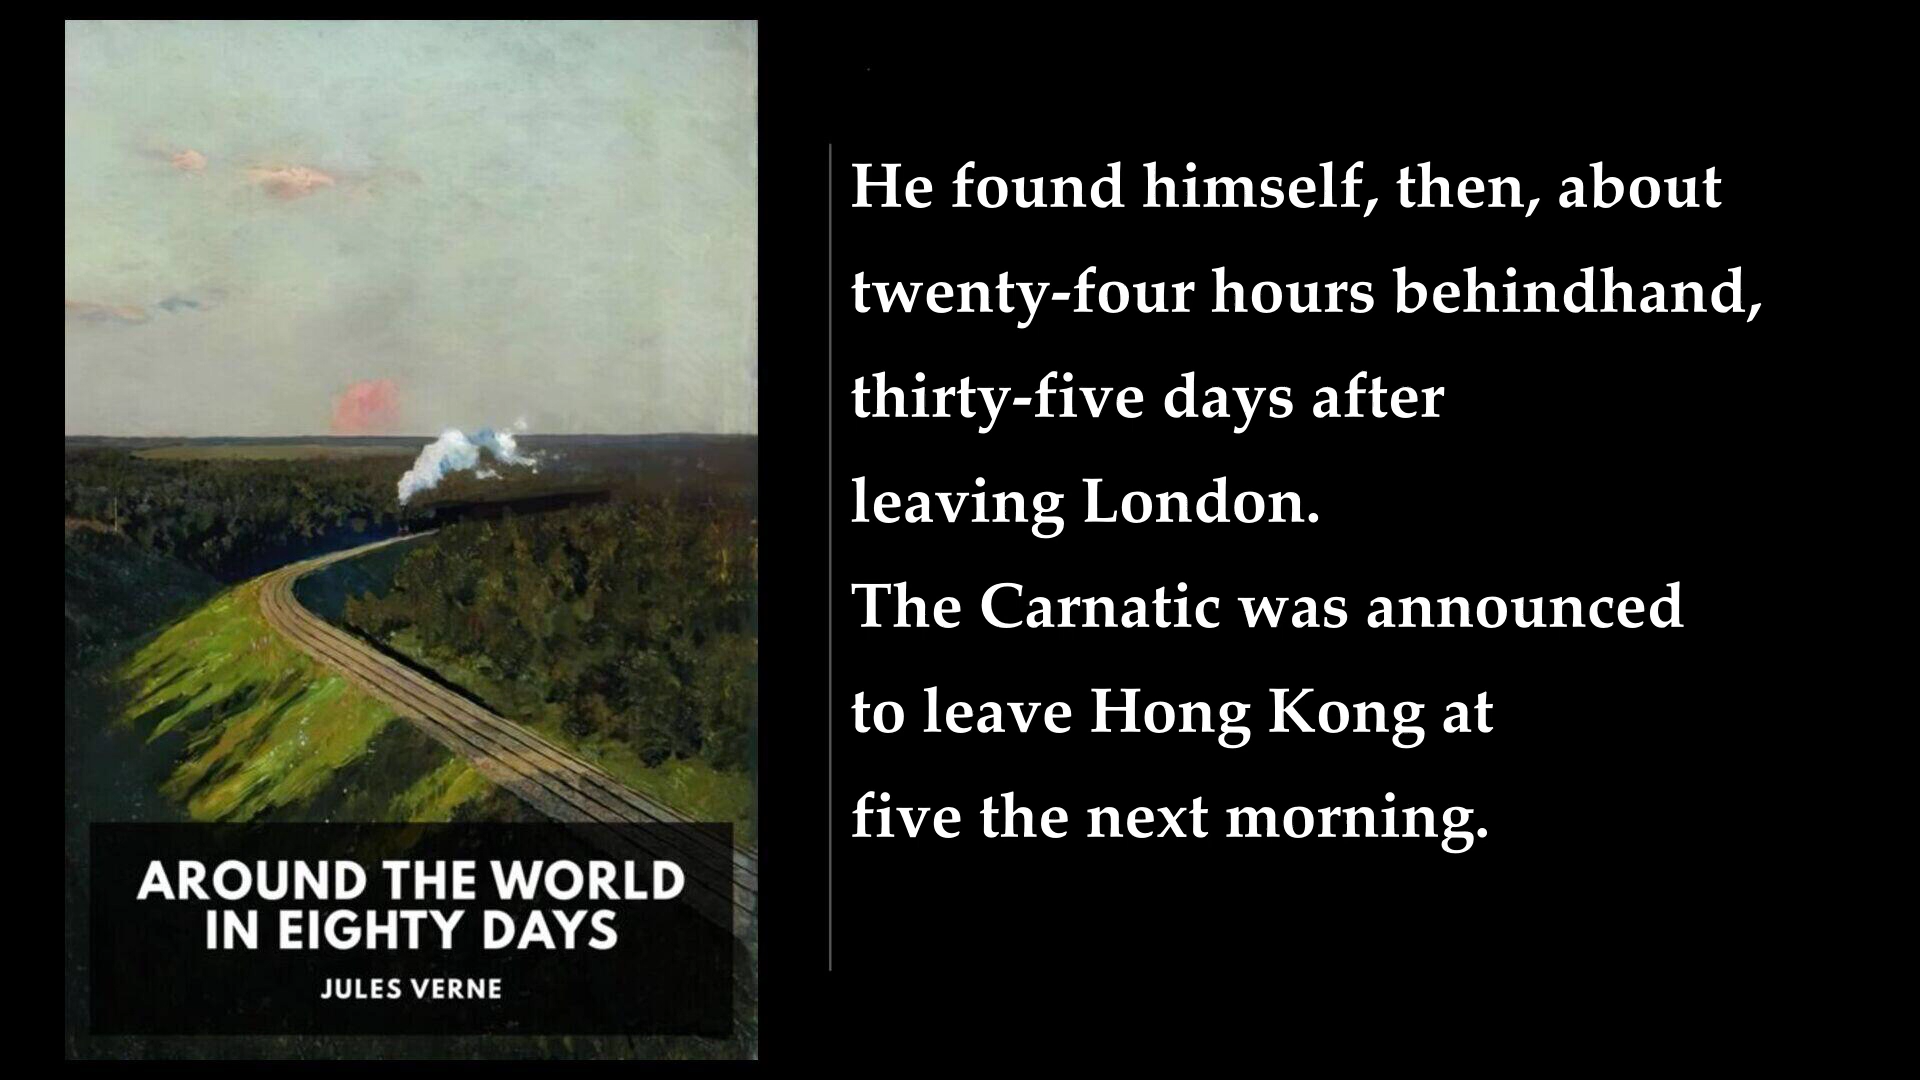 AROUND THE WORLD
IN EIGHTY DAYS
JULES VERNE
He found himself, then, about
twenty-four hours behindhand,
thirty-five days after
leaving London.
The Carnatic was announced
to leave Hong Kong at
five the next morning.